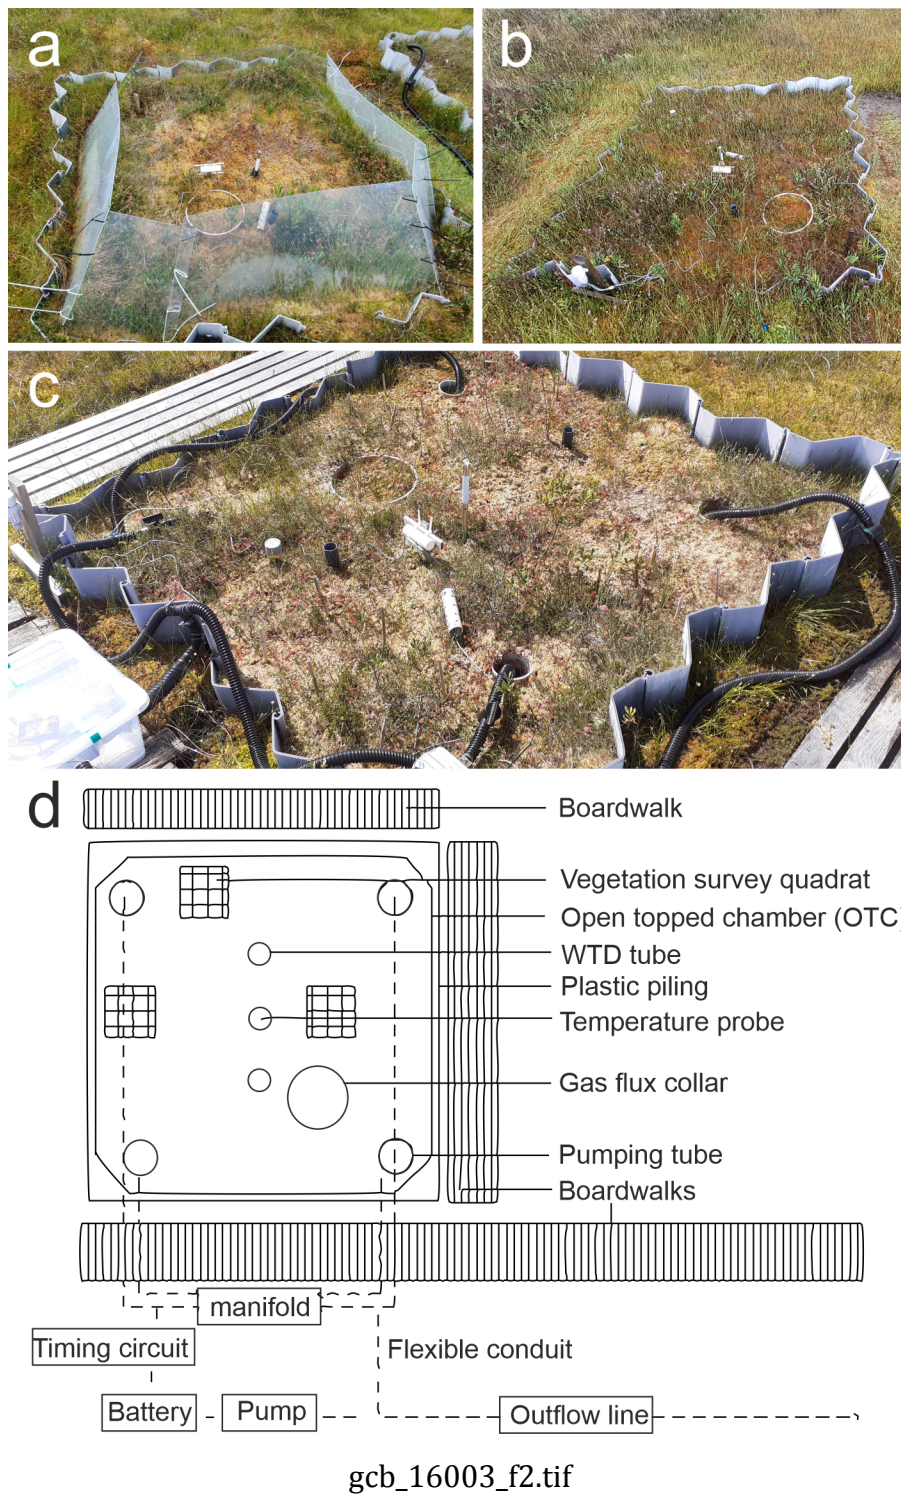 a
b
c
d
Boardwalk
Vegetation survey quadrat
Open topped chamber (OTC)
WTD tube
Plastic piling
Temperature probe
Gas flux collar
Pumping tube
Boardwalks
manifold
Timing circuit
Flexible conduit
Battery
Pump
Outflow line
gcb_16003_f2.tif